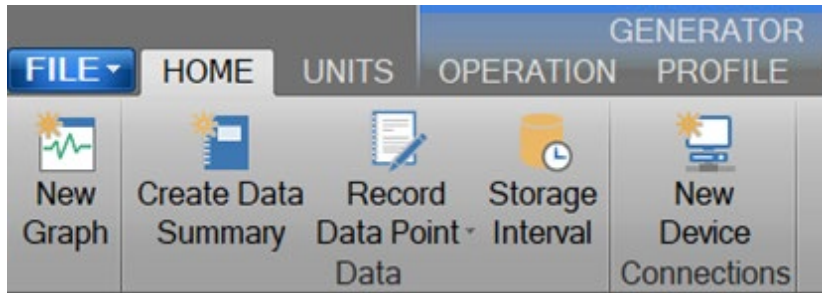 GENERATOR
FILE HOME UNITS OPERATION PROFILE
New Create Data Record Storage New
Graph Summary Data Point Interval Device
Data Connections